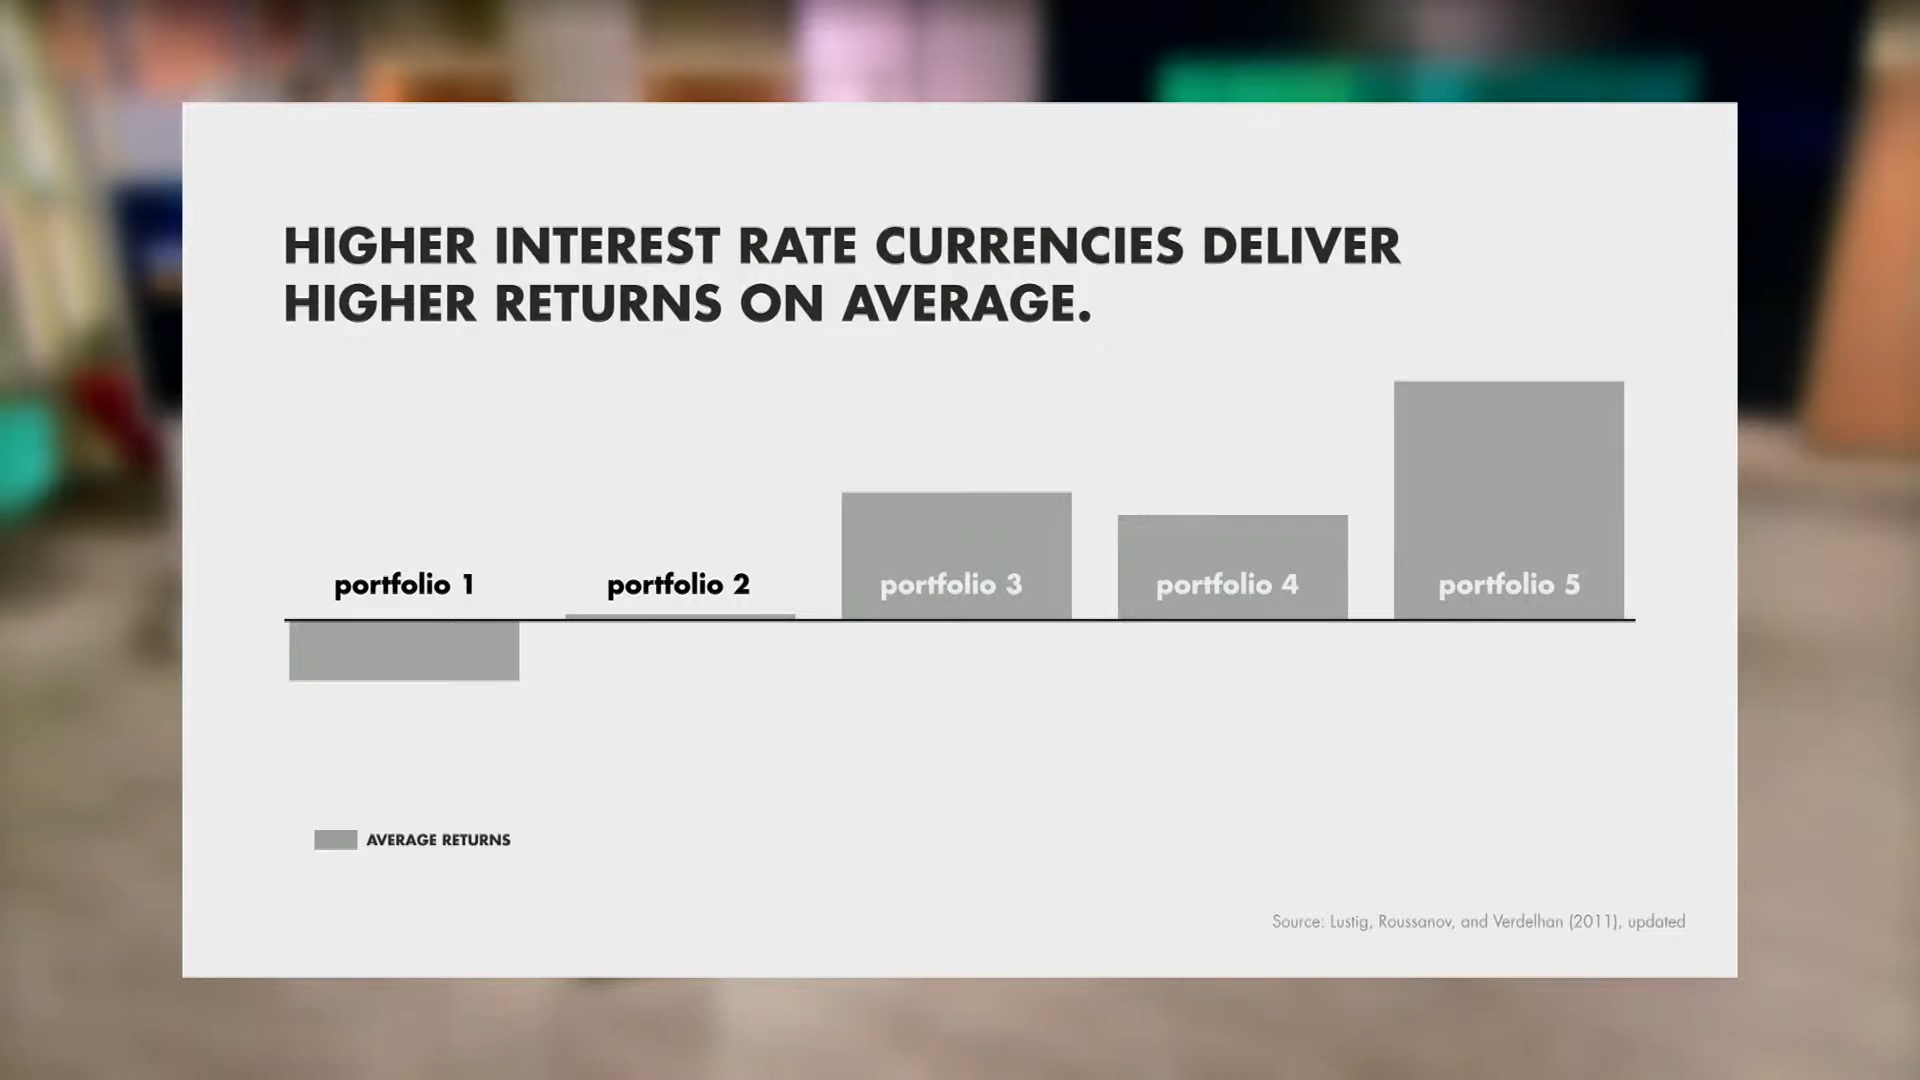 HIGHER INTEREST RATE CURRENCIES DELIVER
HIGHER RETURNS ON AVERAGE.
portfolio 1
portfolio 2
portfolio 3
portfolio 4
portfolio 5
AVERAGE RETURNS
Source: Lustig, Roussanov, and Verdelhan (2011), updated